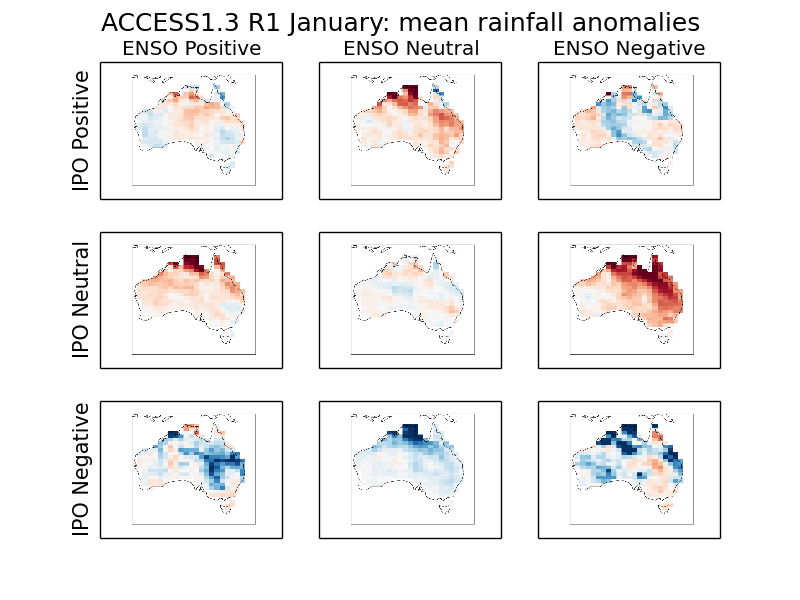 ACCESS1.3 R1 January: mean rainfall anomalies
ENSO Positive
ENSO Neutral
ENSO Negative
IPO Positive
IPO Neutral
IPO Negative